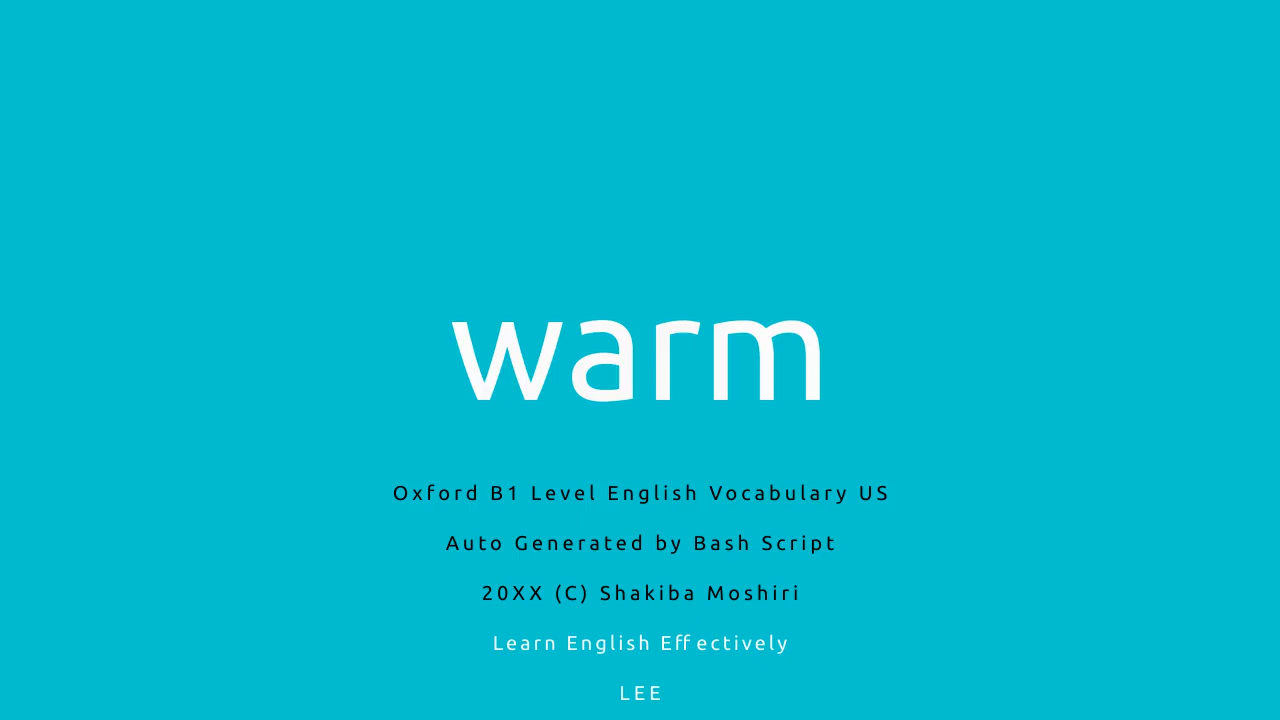 warm
Oxford B1 Level English Vocabulary US
Auto Generated by Bash Script
20XX (C) Shakiba Moshiri
Learn English Effectively
LEE